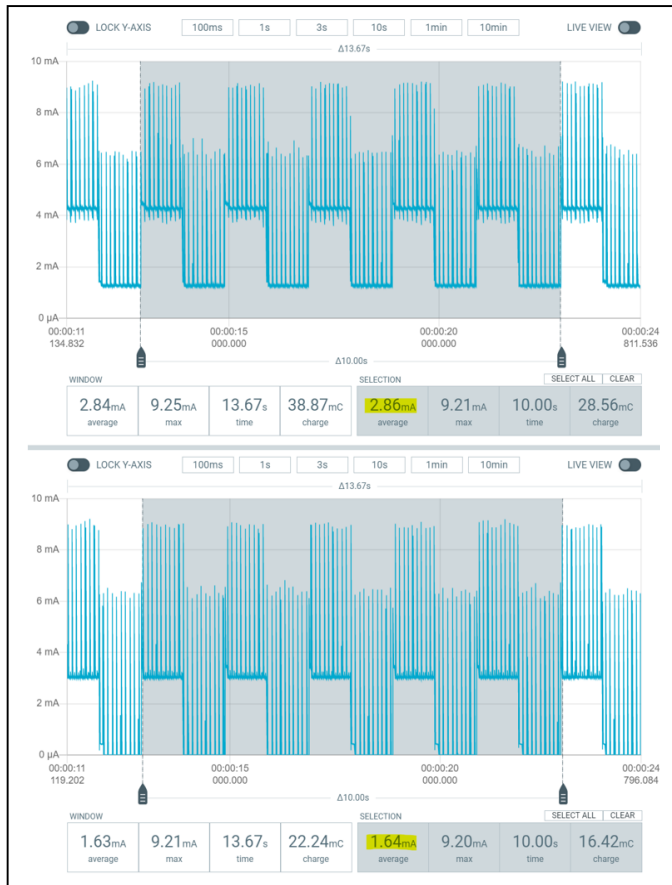 LOCK Y-AXIS 100ms 1s 3s 10s 1min 10min LIVE VIEW
Δ13.67s
10 mA
8 mA
6 mA
4 mA
2 mA
0 µA
00:00:11 00:00:15 00:00:20 00:00:24
134.832 000.000 000.000 811.536
Δ10.00s
WINDOW SELECTION SELECT ALL CLEAR
2.84mA 9.25mA 13.67s 38.87mC 2.86mA 9.21mA 10.00s 28.56mC
average max time charge average max time charge
LOCK Y-AXIS 100ms 1s 3s 10s 1min 10min LIVE VIEW
Δ13.67s
10 mA
8 mA
6 mA
4 mA
2 mA
0 µA
00:00:11 00:00:15 00:00:20 00:00:24
119.202 000.000 000.000 796.084
Δ10.00s
WINDOW SELECTION SELECT ALL CLEAR
1.63mA 9.21mA 13.67s 22.24mC 1.64mA 9.20mA 10.00s 16.42mC
average max time charge average max time charge